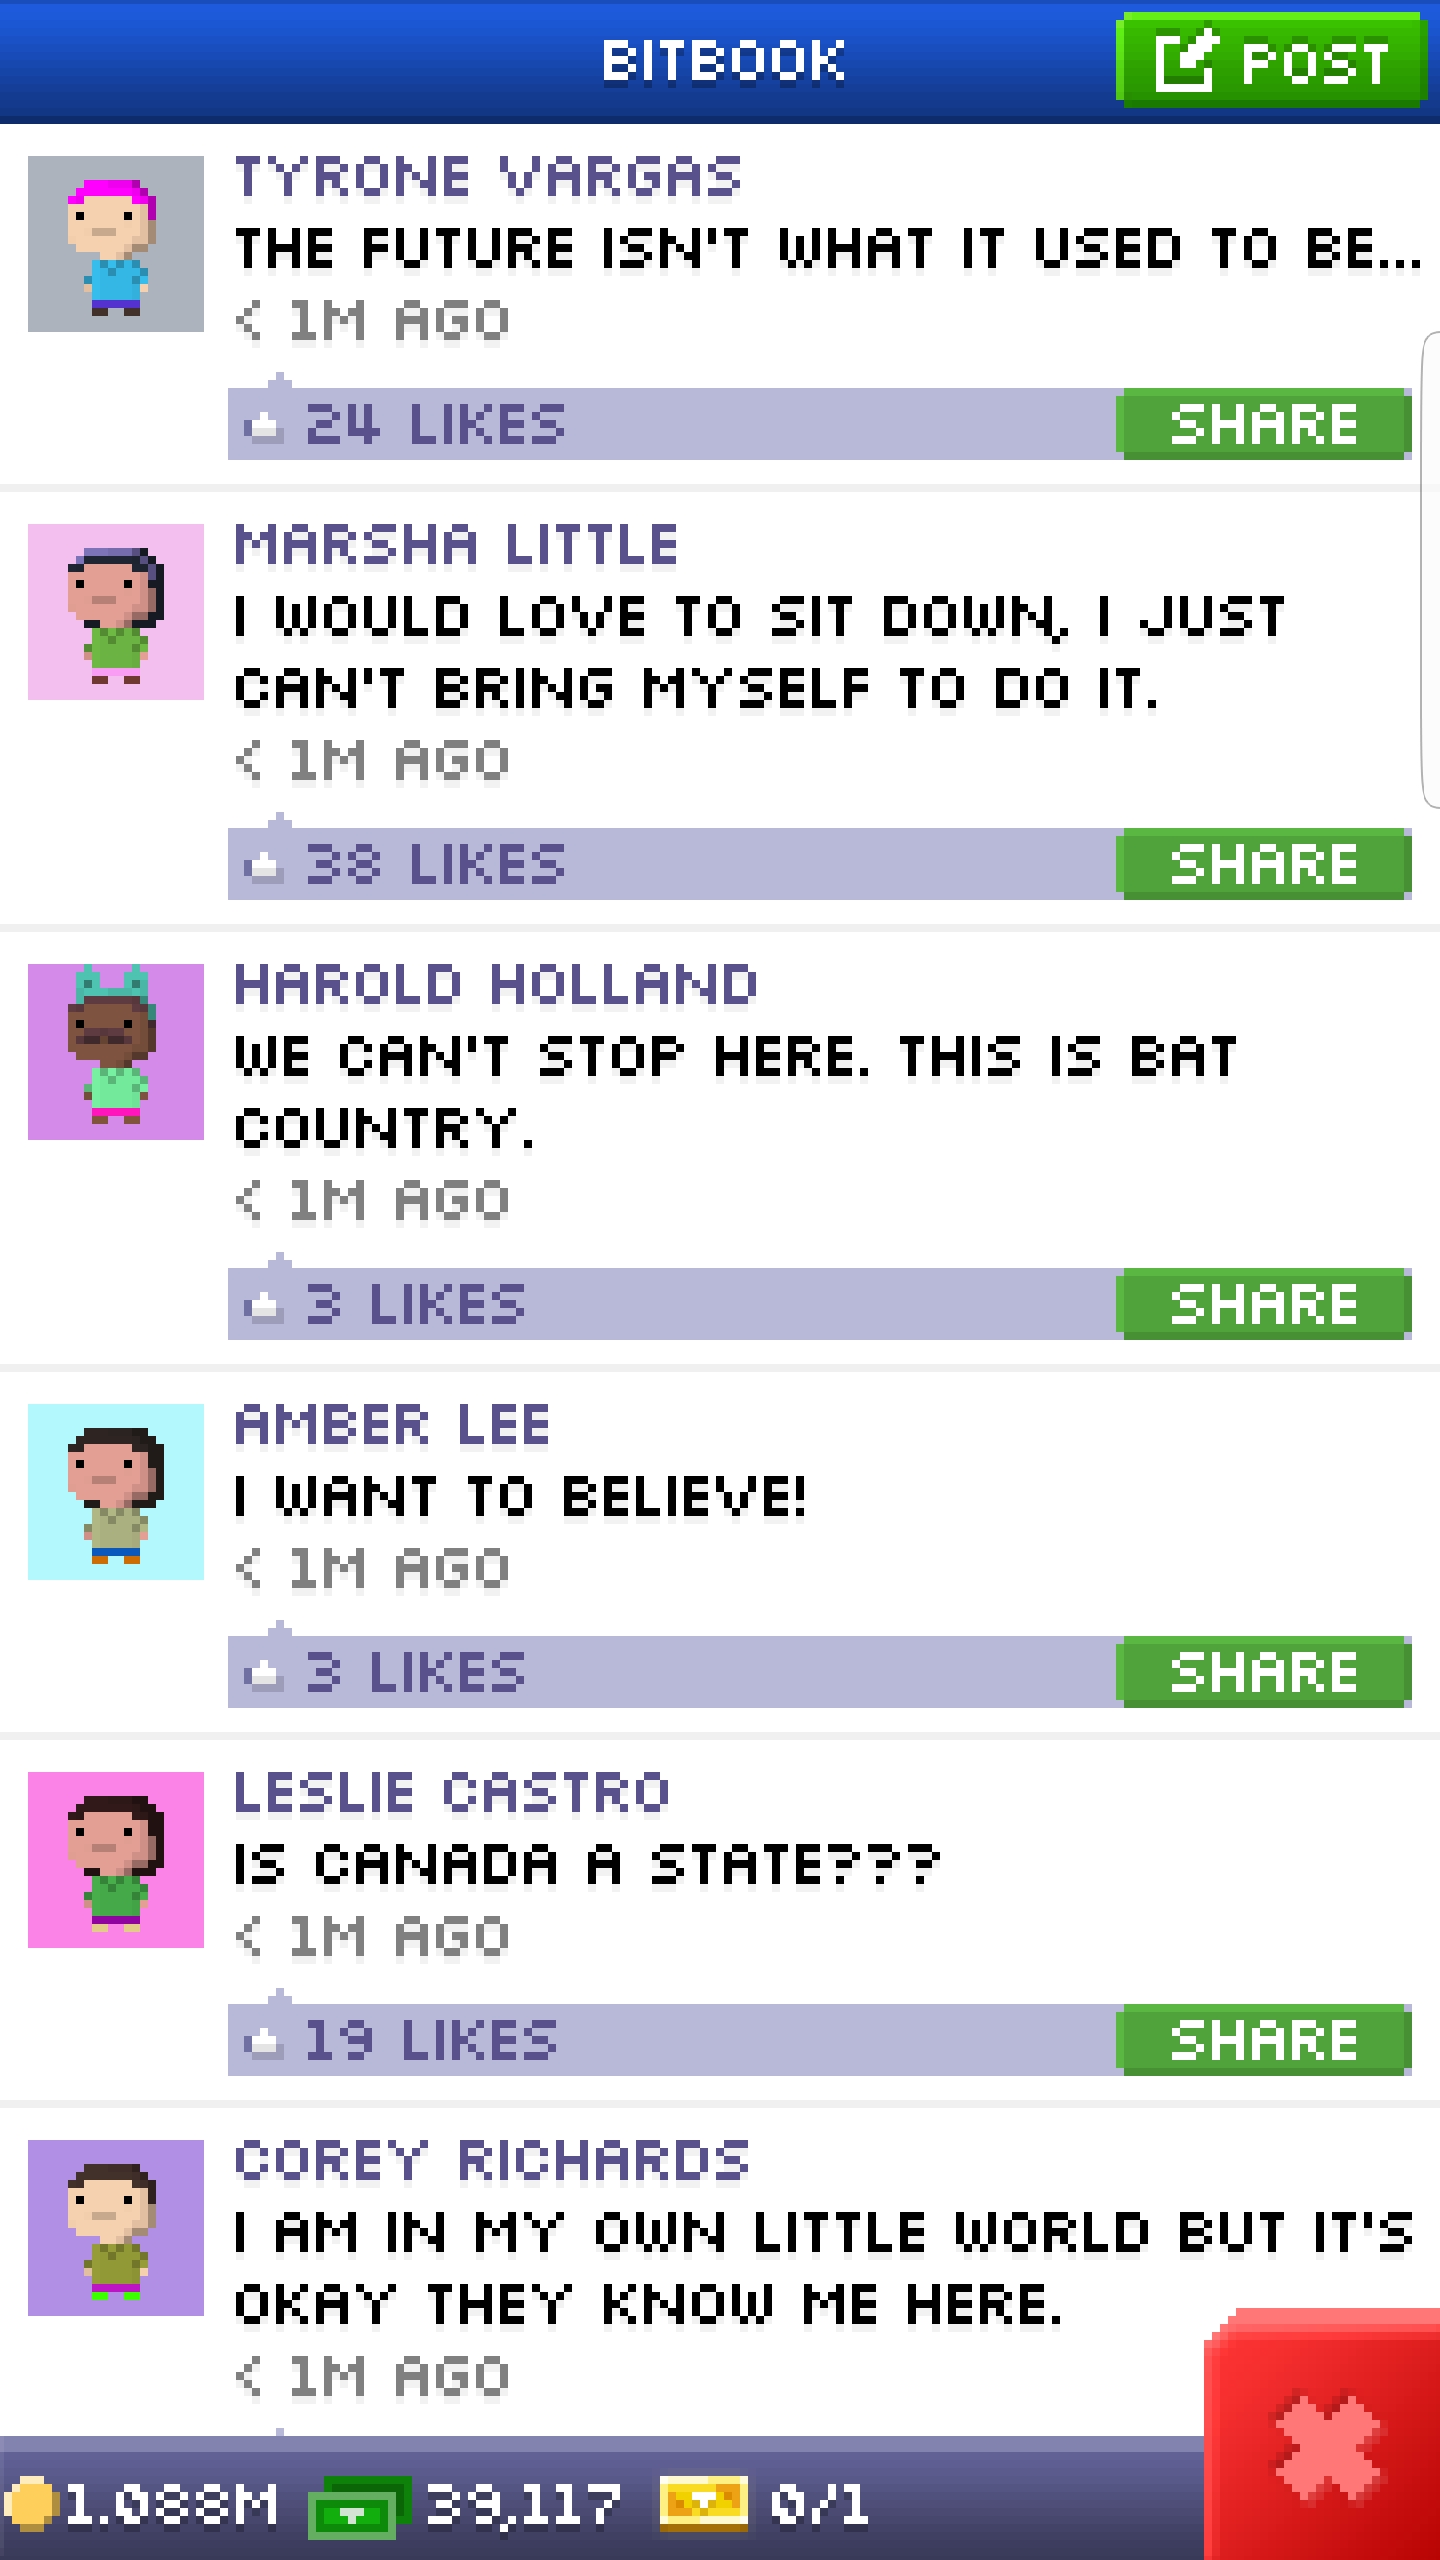 BITBOOK
POST
TYRONE VARGAS
THE FUTURE ISN'T WHAT IT USED TO BE...
< 1M AGO
24 LIKES
SHARE
MARSHA LITTLE
I WOULD LOVE TO SIT DOWN, I JUST
CAN'T BRING MYSELF TO DO IT.
< 1M AGO
38 LIKES
SHARE
HAROLD HOLLAND
WE CAN'T STOP HERE. THIS IS BAT
COUNTRY.
< 1M AGO
3 LIKES
SHARE
AMBER LEE
I WANT TO BELIEVE!
< 1M AGO
3 LIKES
SHARE
LESLIE CASTRO
IS CANADA A STATE???
< 1M AGO
19 LIKES
SHARE
COREY RICHARDS
I AM IN MY OWN LITTLE WORLD BUT IT'S
OKAY THEY KNOW ME HERE.
< 1M AGO
1.088M 39,117 0/1